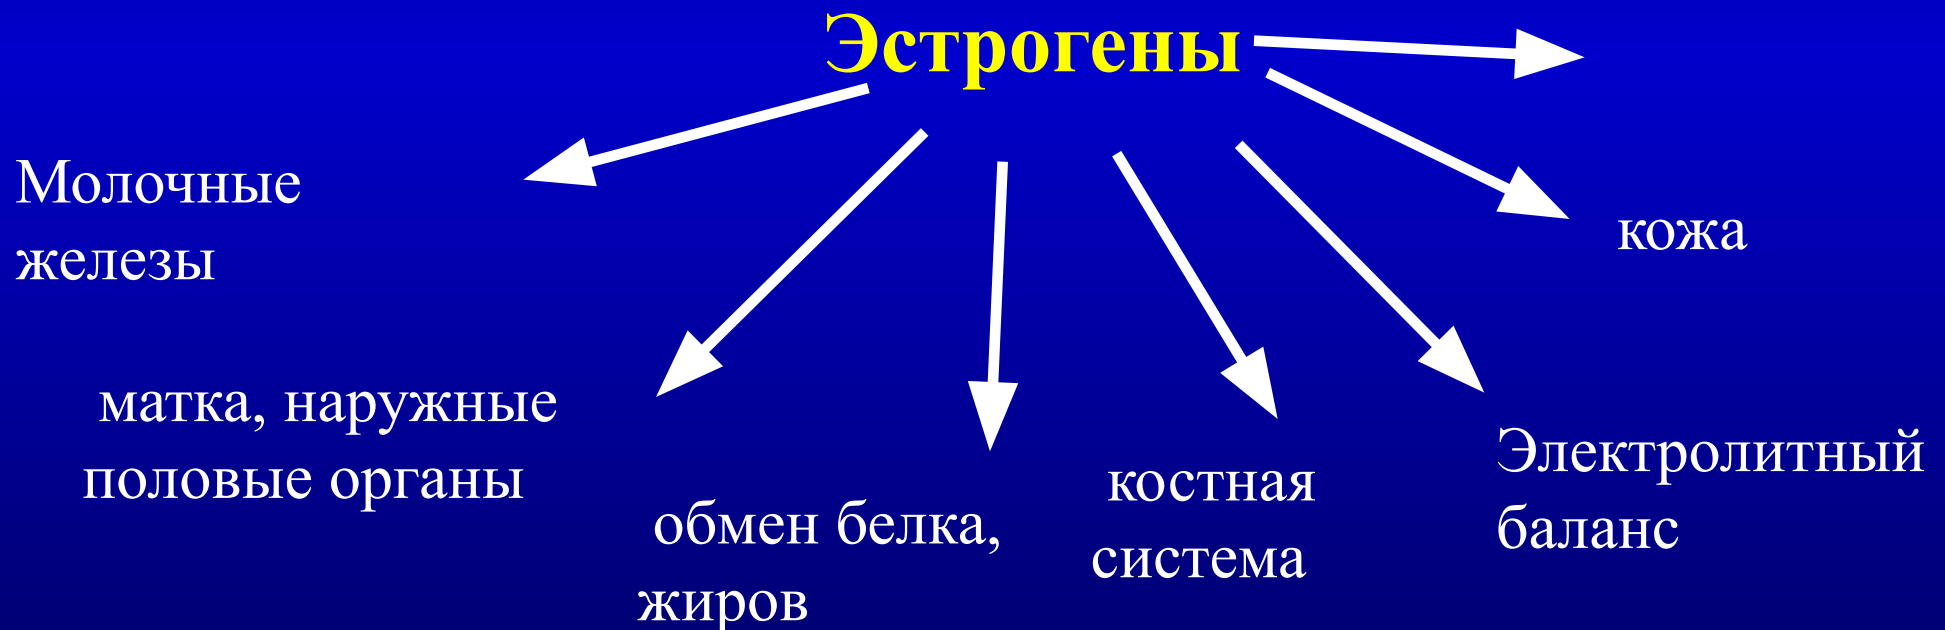 Эстрогены
Молочные
железы
кожа
матка, наружные
половые органы
обмен белка,
жиров
костная
система
Электролитный
баланс